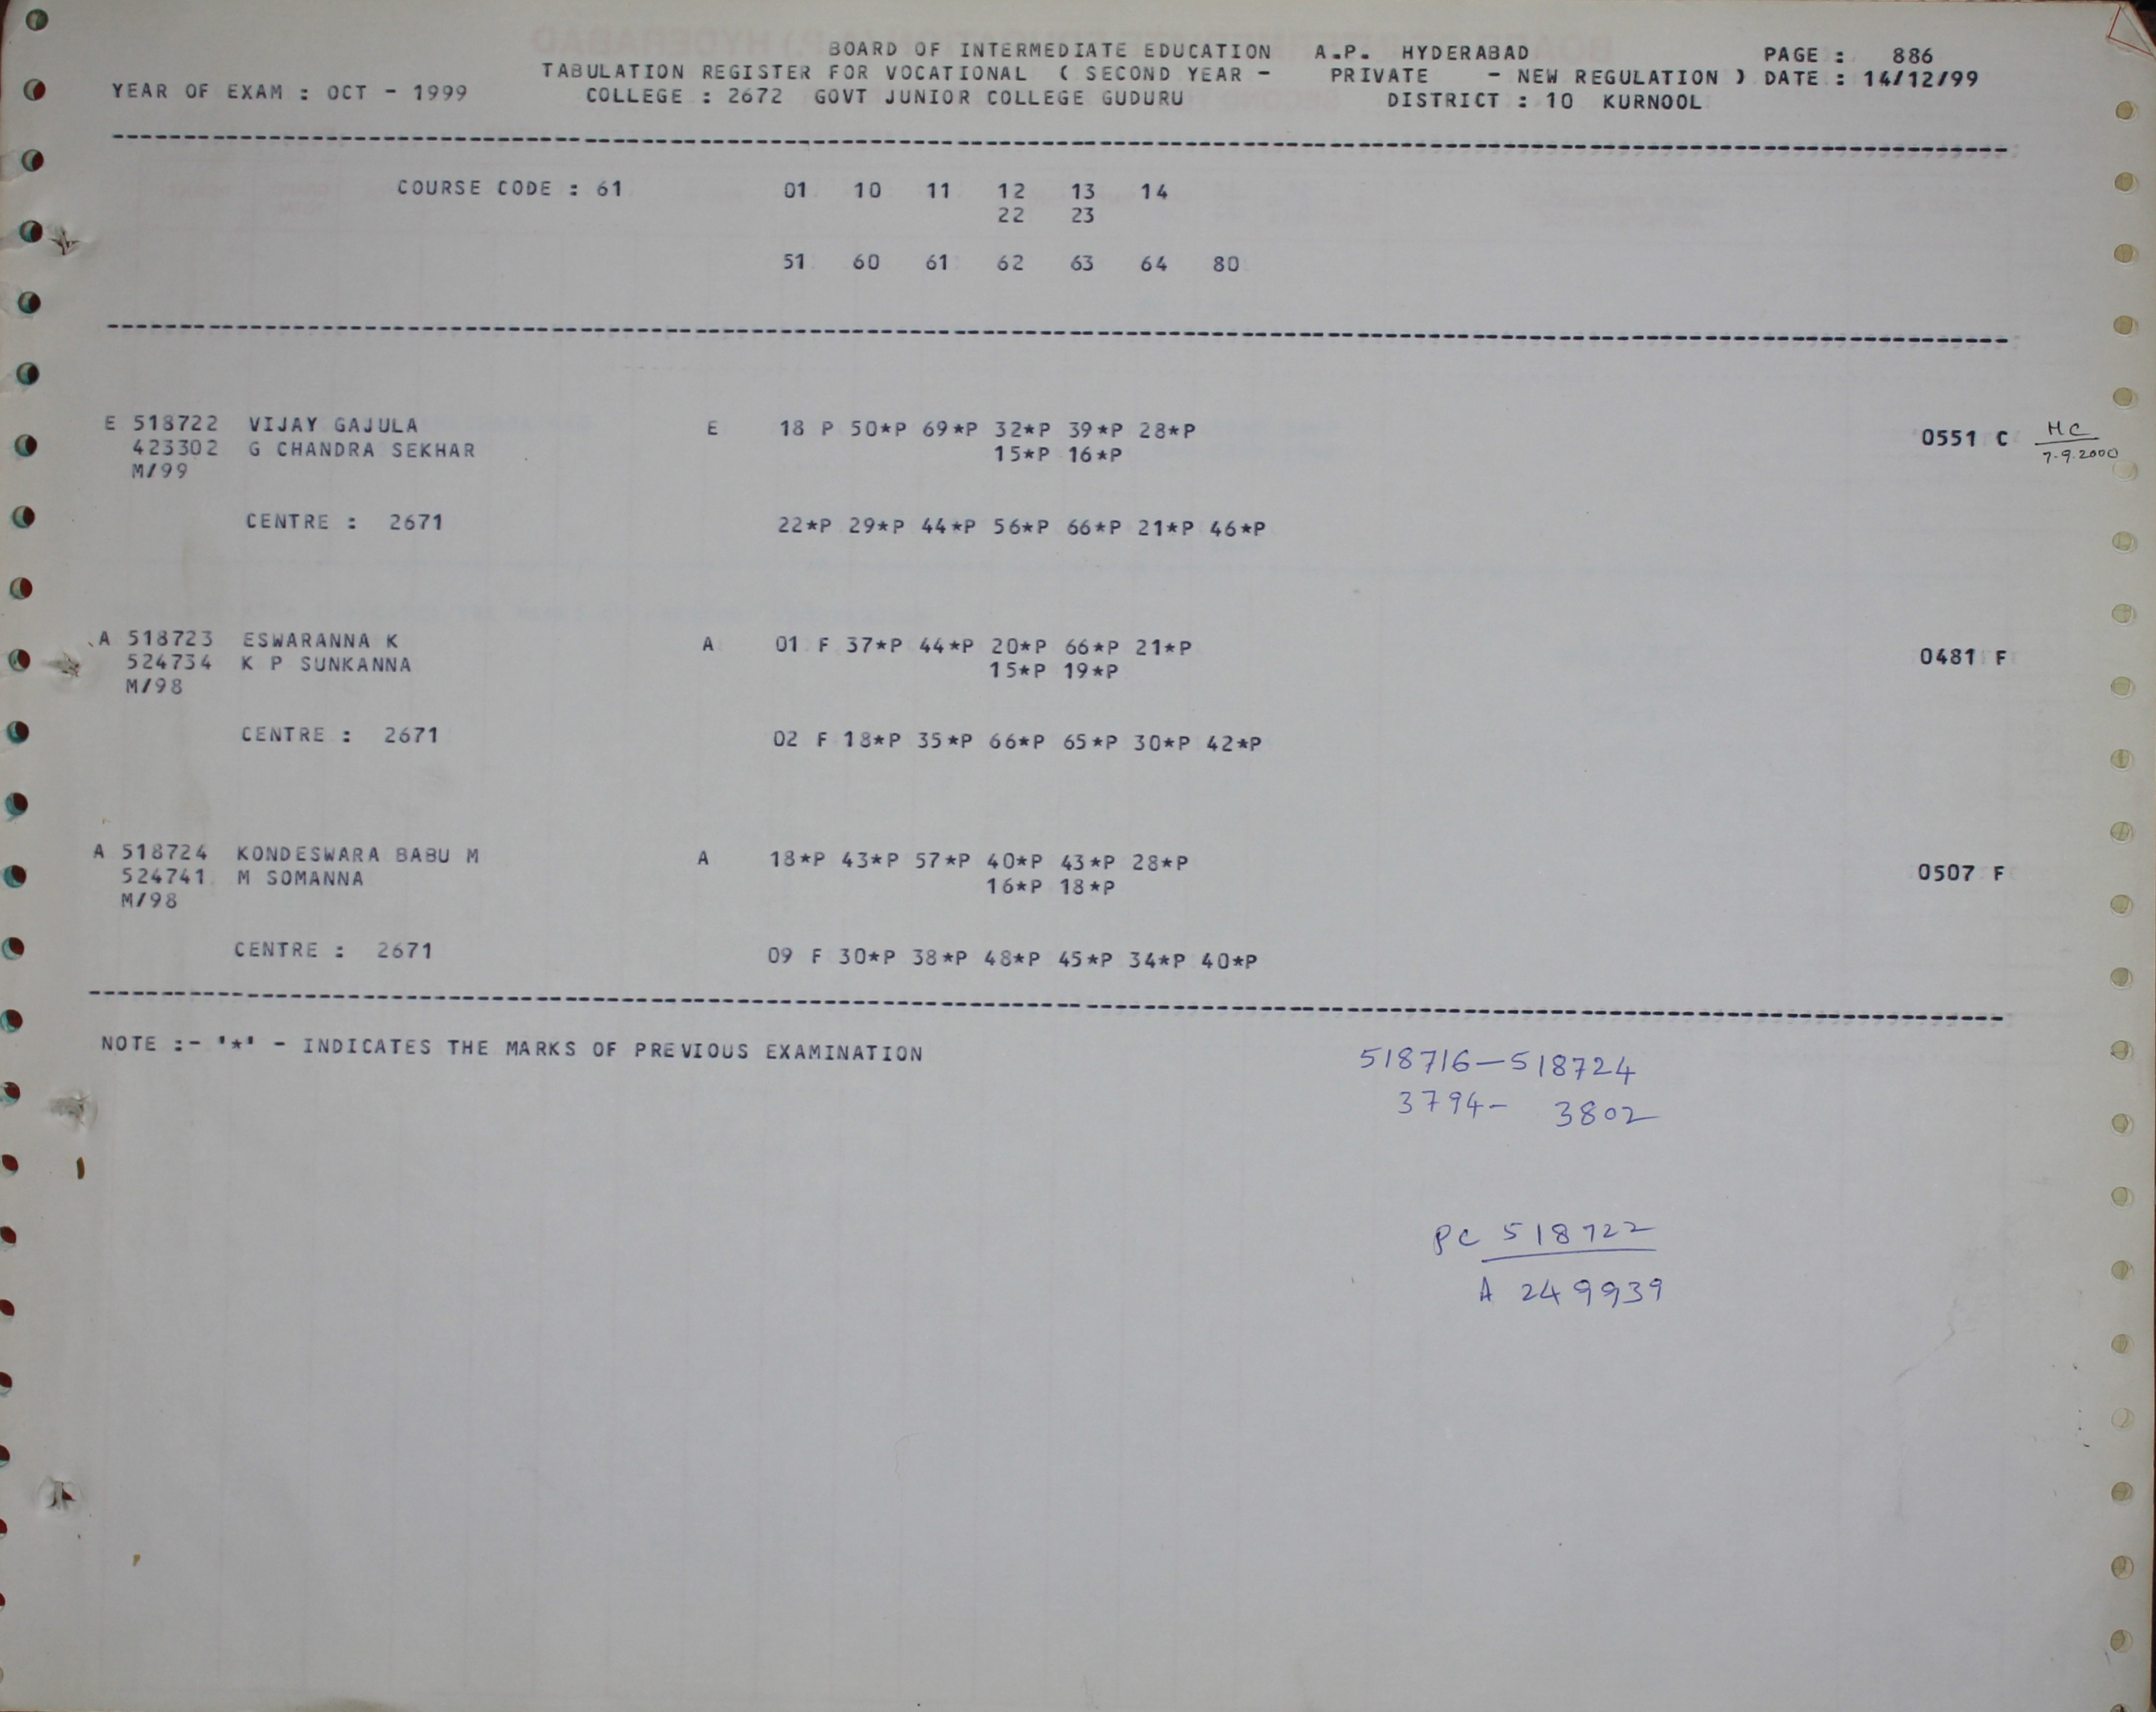 BOARD OF INTERMEDIATE EDUCATION A.P. HYDERABAD PAGE : 886
TABULATION REGISTER FOR VOCATIONAL ( SECOND YEAR - PRIVATE - NEW REGULATION ) DATE : 14/12/99
YEAR OF EXAM : OCT - 1999 COLLEGE : 2672 GOVT JUNIOR COLLEGE GUDURU DISTRICT : 10 KURNOOL
COURSE CODE : 61 01 10 11 12 13 14
22 23
51 60 61 62 63 64 80
E 518722 VIJAY GAJULA E 18 P 50*P 69*P 32*P 39*P 28*P 0551 C MC
423302 G CHANDRA SEKHAR 15*P 16*P 7.9.2000
M/99
CENTRE : 2671 22*P 29*P 44*P 56*P 66*P 21*P 46*P
A 518723 ESWARANNA K A 01 F 37*P 44*P 20*P 66*P 21*P 0481 F
524734 K P SUNKANNA 15*P 19*P
M/98
CENTRE : 2671 02 F 18*P 35*P 66*P 65*P 30*P 42*P
A 518724 KONDESWARA BABU M A 18*P 43*P 57*P 40*P 43*P 28*P 0507 F
524741 M SOMANNA 16*P 18*P
M/98
CENTRE : 2671 09 F 30*P 38*P 48*P 45*P 34*P 40*P
NOTE :- '*' - INDICATES THE MARKS OF PREVIOUS EXAMINATION
518716-518724
3794- 3802
PC 518722
A 249939